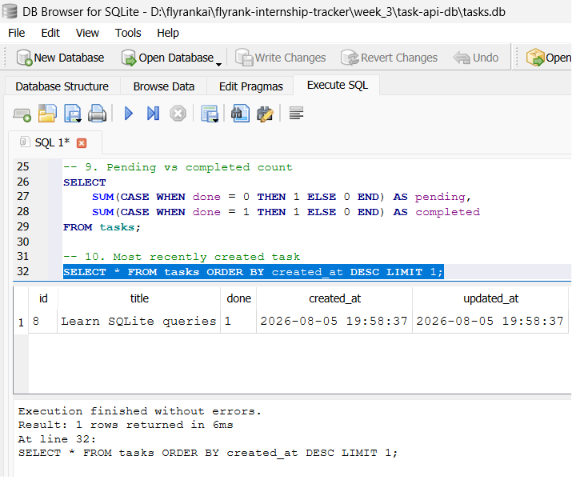 DB Browser for SQLite - D:\flyrankai\flyrank-internship-tracker\week_3\task-api-db\tasks.db
File Edit View Tools Help
New Database Open Database Write Changes Revert Changes Undo Open
Database Structure Browse Data Edit Pragmas Execute SQL
SQL 1*
25 -- 9. Pending vs completed count
26 SELECT
27 SUM(CASE WHEN done = 0 THEN 1 ELSE 0 END) AS pending,
28 SUM(CASE WHEN done = 1 THEN 1 ELSE 0 END) AS completed
29 FROM tasks;
30
31 -- 10. Most recently created task
32 SELECT * FROM tasks ORDER BY created_at DESC LIMIT 1;
id title done created_at updated_at
1 8 Learn SQLite queries 1 2026-08-05 19:58:37 2026-08-05 19:58:37
Execution finished without errors.
Result: 1 rows returned in 6ms
At line 32:
SELECT * FROM tasks ORDER BY created_at DESC LIMIT 1;